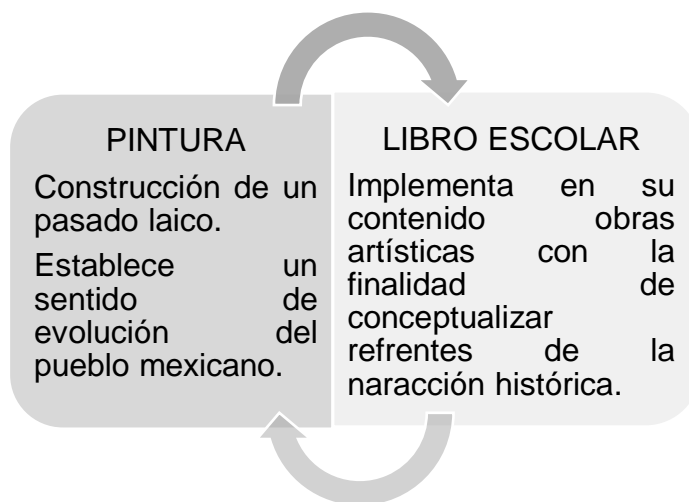 PINTURA
Construcción de un
pasado laico.
Establece un
sentido de
evolución del
pueblo mexicano.
LIBRO ESCOLAR
Implementa en su
contenido obras
artísticas con la
finalidad de
conceptualizar
refrentes de la
naracción histórica.